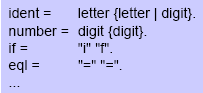 ident = letter {letter | digit}.
number = digit {digit}.
if = "i" "f".
eql = "=" "=".
...